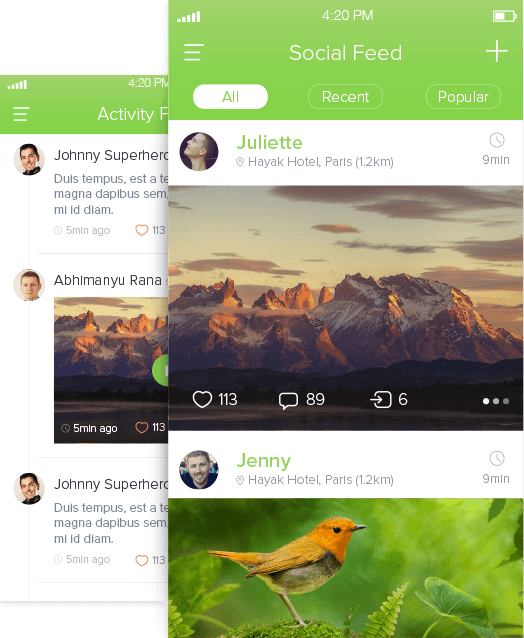 4:20 PM
Social Feed
All
Recent
Popular
Juliette
Hayak Hotel, Paris (1.2km)
9min
113
89
6
Jenny
Hayak Hotel, Paris (1.2km)
9min
4:20 PM
Activity F
Johnny Superhero
Duis tempus, est a te
magna dapibus sem,
mi id diam.
5min ago
113
Abhimanyu Rana
5min ago
113
Johnny Superhero
Duis tempus, est a te
magna dapibus sem,
mi id diam.
5min ago
113